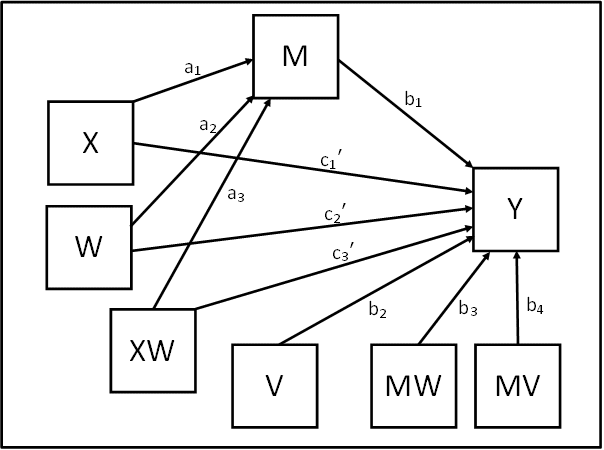 M
a₁
b₁
X
a₂
c₁′
a₃
Y
c₂′
W
c₃′
b₂
b₃
b₄
XW
V
MW
MV